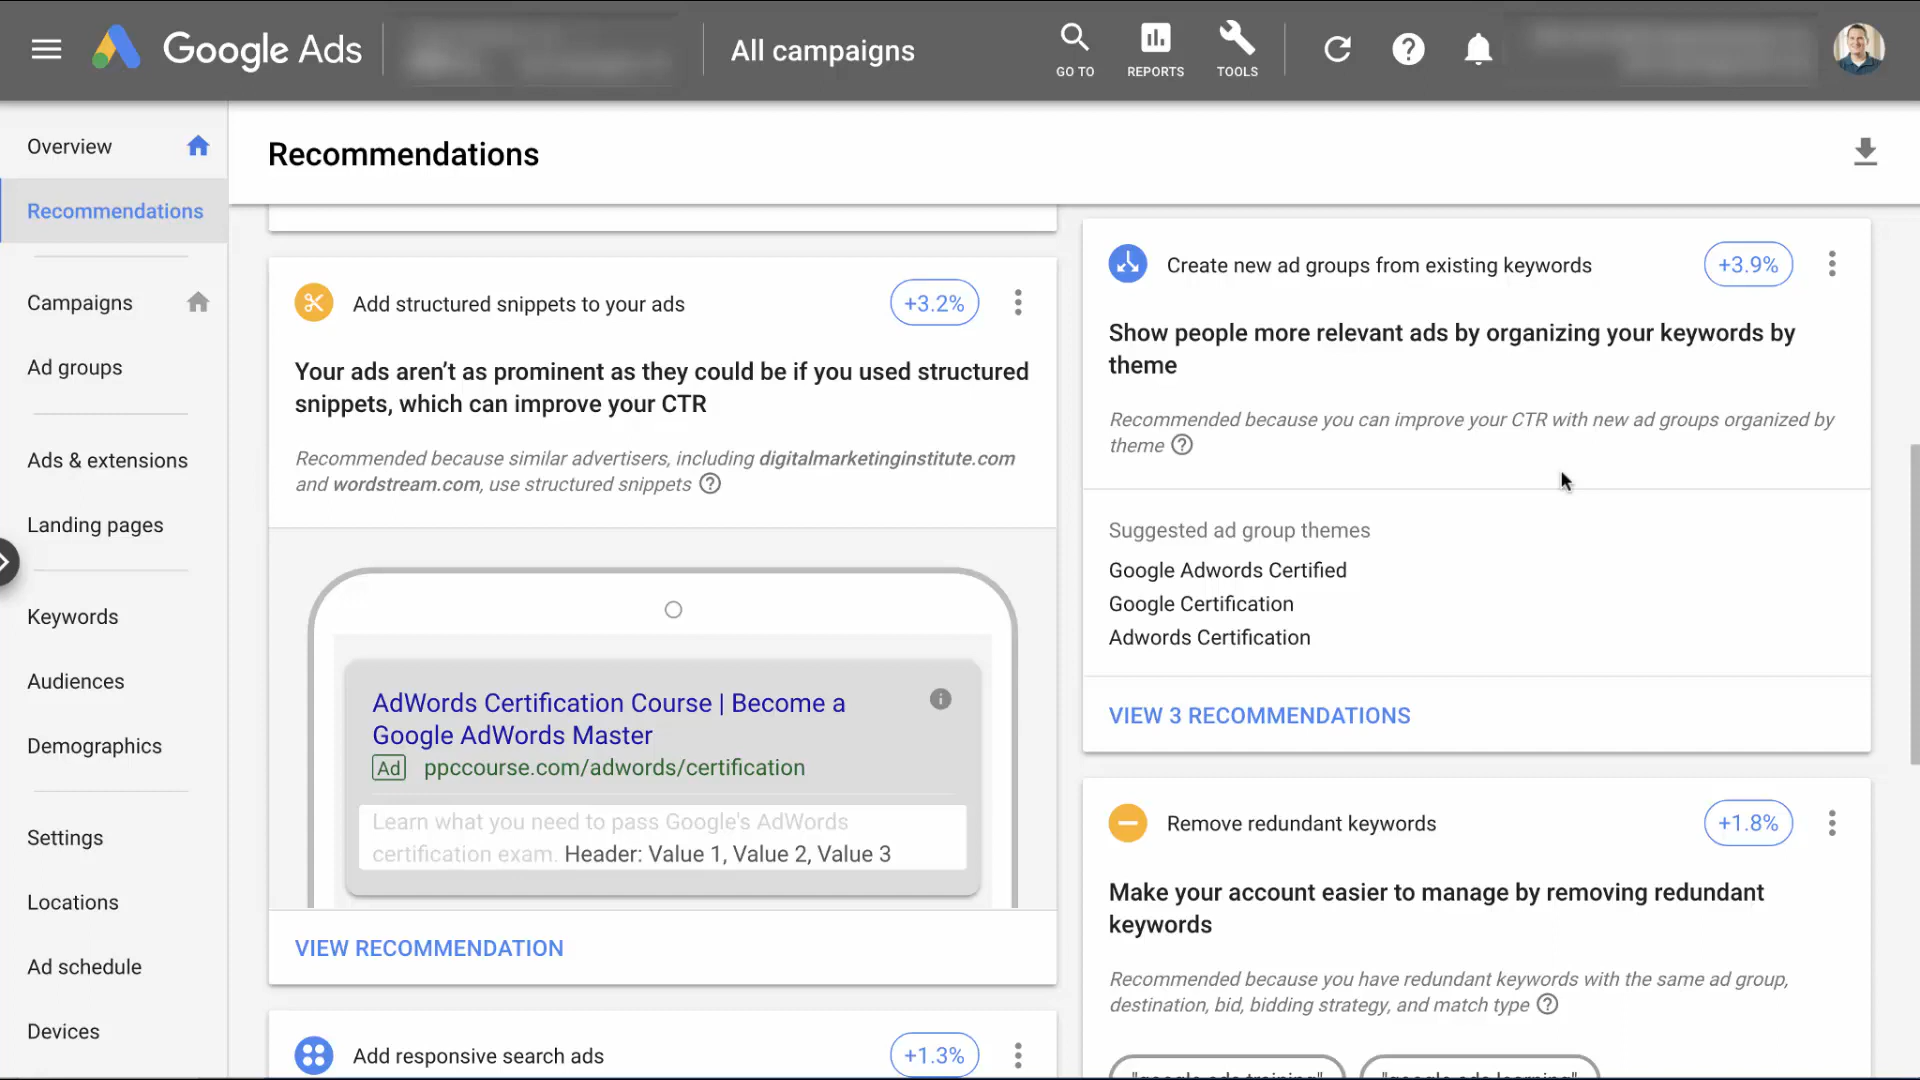 Google Ads
All campaigns
GO TO
REPORTS
TOOLS
Overview
Recommendations
Campaigns
Ad groups
Ads & extensions
Landing pages
Keywords
Audiences
Demographics
Settings
Locations
Ad schedule
Devices
Recommendations
Add structured snippets to your ads
+3.2%
Your ads aren’t as prominent as they could be if you used structured
snippets, which can improve your CTR
Recommended because similar advertisers, including digitalmarketinginstitute.com
and wordstream.com, use structured snippets
AdWords Certification Course | Become a
Google AdWords Master
Ad ppccourse.com/adwords/certification
Learn what you need to pass Google's AdWords
certification exam. Header: Value 1, Value 2, Value 3
VIEW RECOMMENDATION
Add responsive search ads
+1.3%
Create new ad groups from existing keywords
+3.9%
Show people more relevant ads by organizing your keywords by
theme
Recommended because you can improve your CTR with new ad groups organized by
theme
Suggested ad group themes
Google Adwords Certified
Google Certification
Adwords Certification
VIEW 3 RECOMMENDATIONS
Remove redundant keywords
+1.8%
Make your account easier to manage by removing redundant
keywords
Recommended because you have redundant keywords with the same ad group,
destination, bid, bidding strategy, and match type
"google ads training"
"google ads learning"